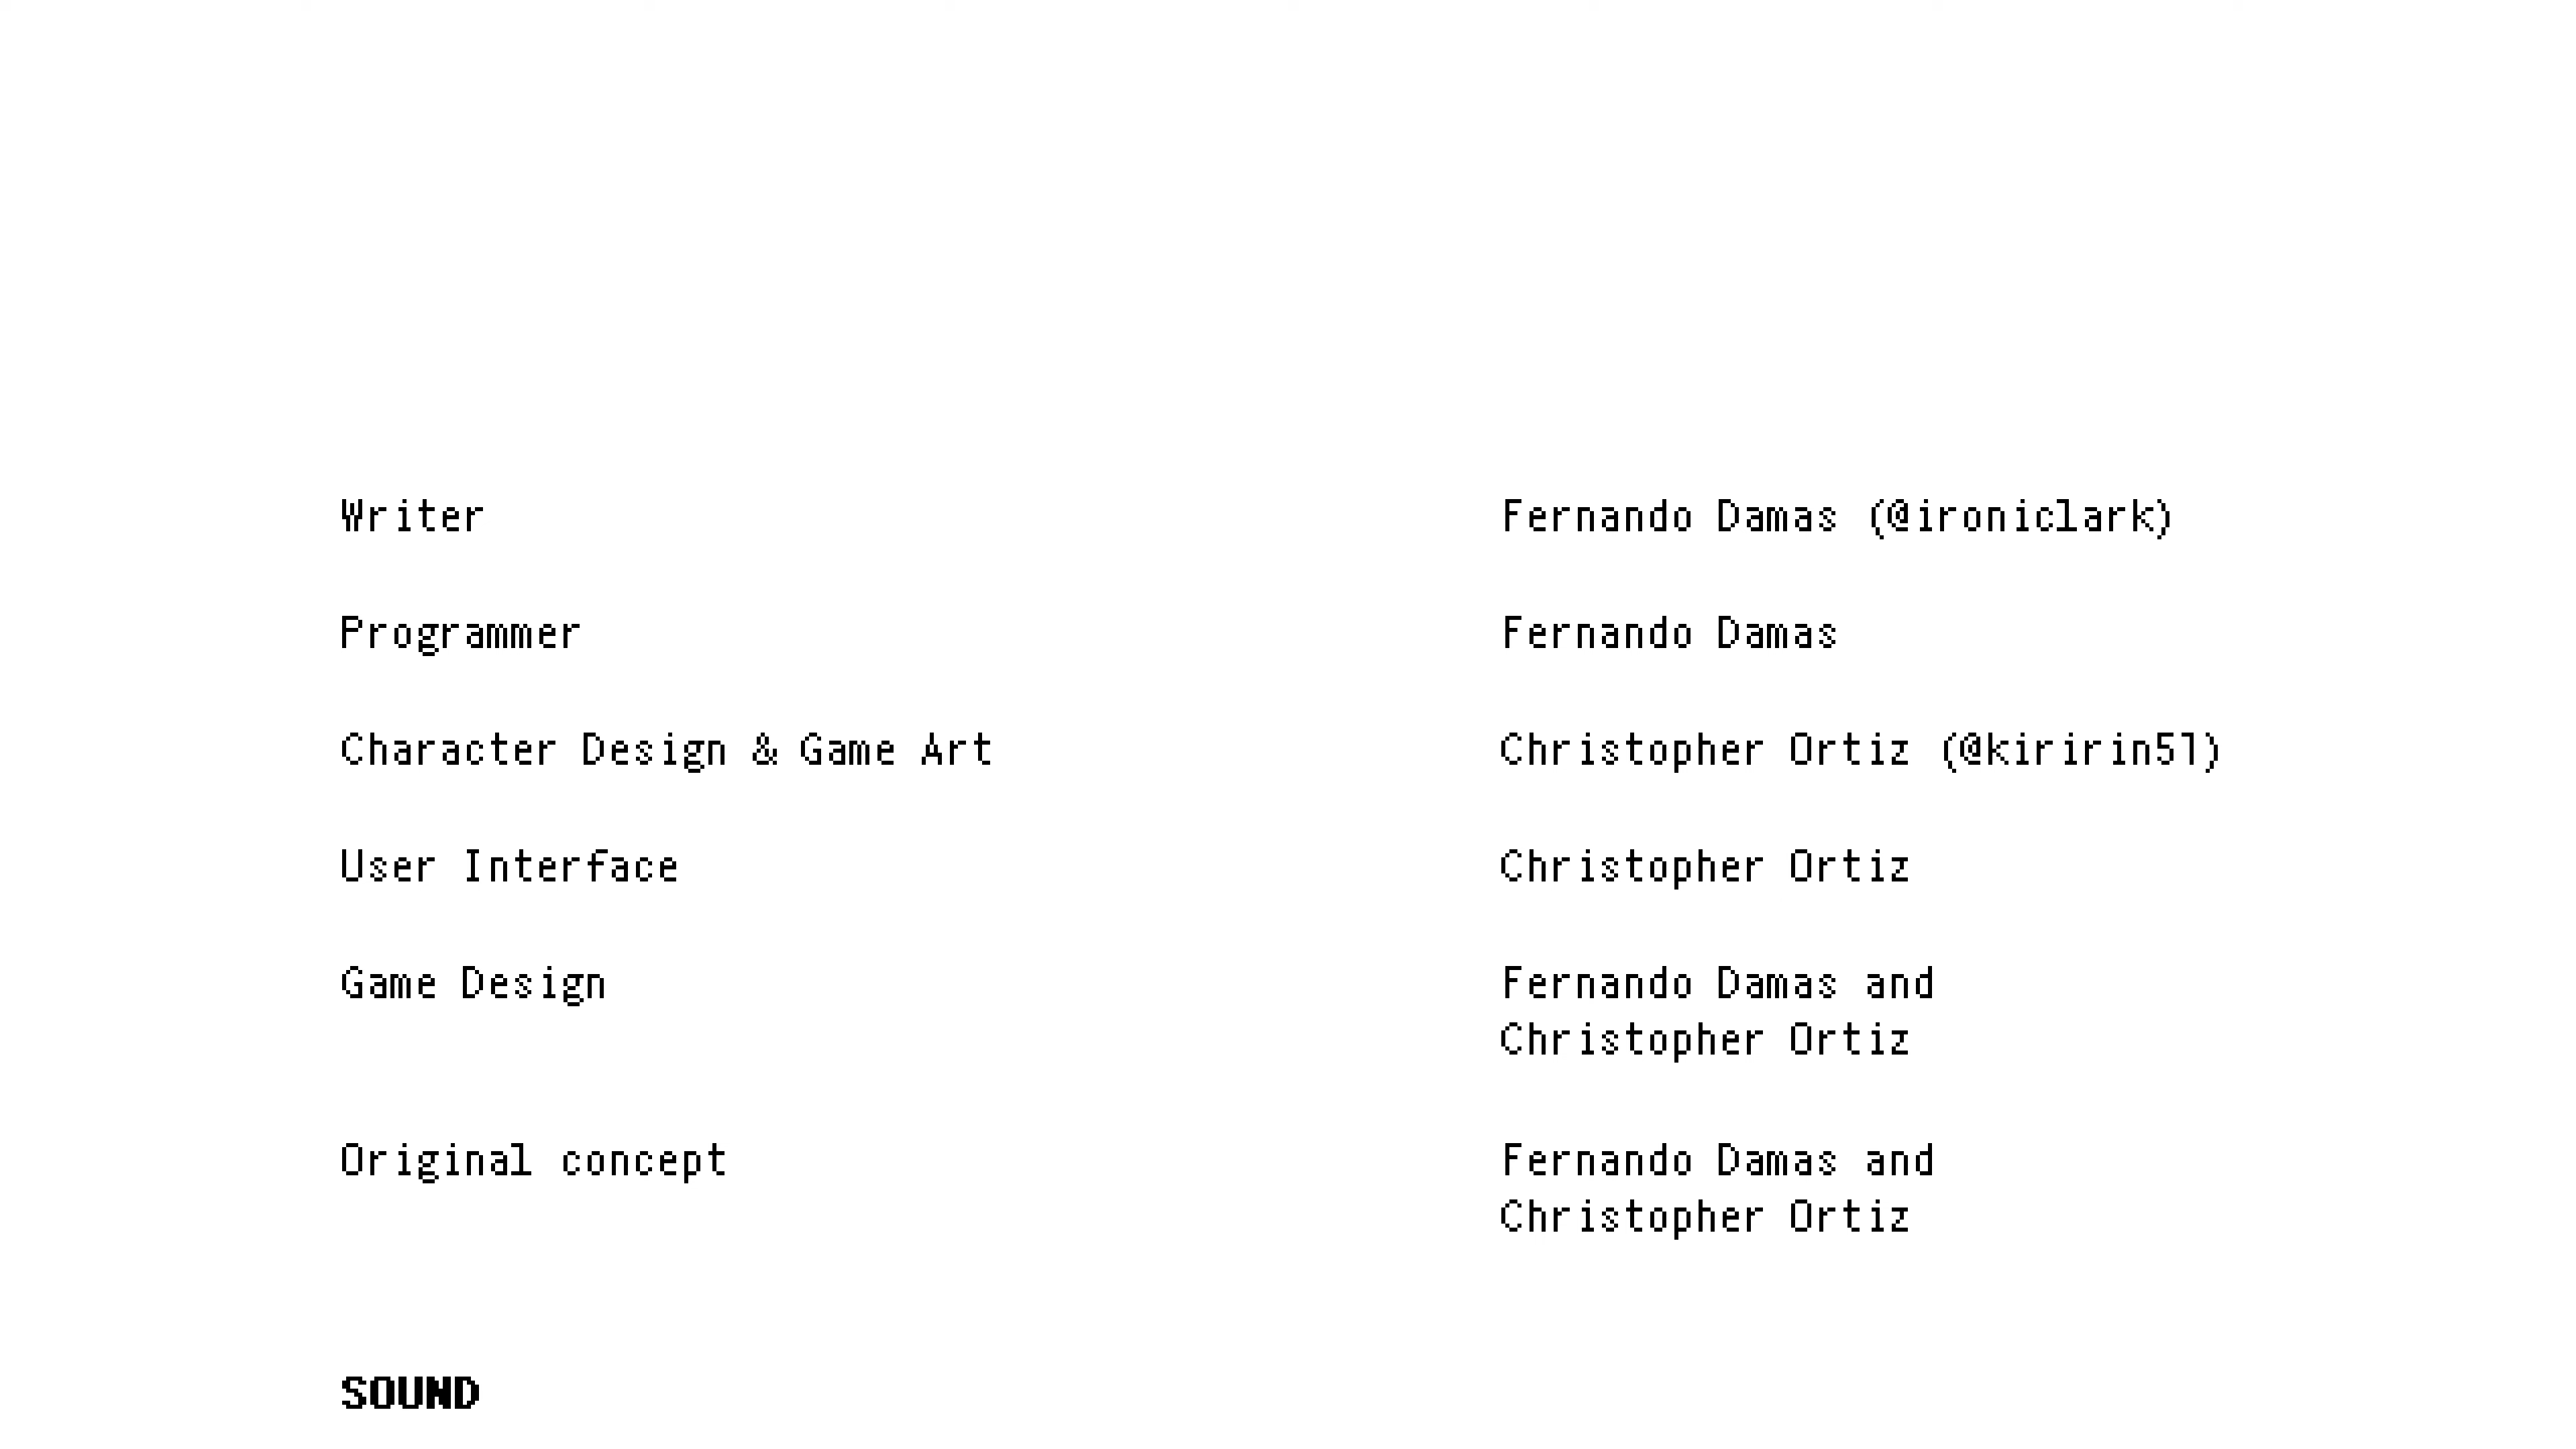 Writer Fernando Damas (@ironiclark)
Programmer Fernando Damas
Character Design & Game Art Christopher Ortiz (@kiririn51)
User Interface Christopher Ortiz
Game Design Fernando Damas and
Christopher Ortiz
Original concept Fernando Damas and
Christopher Ortiz
SOUND